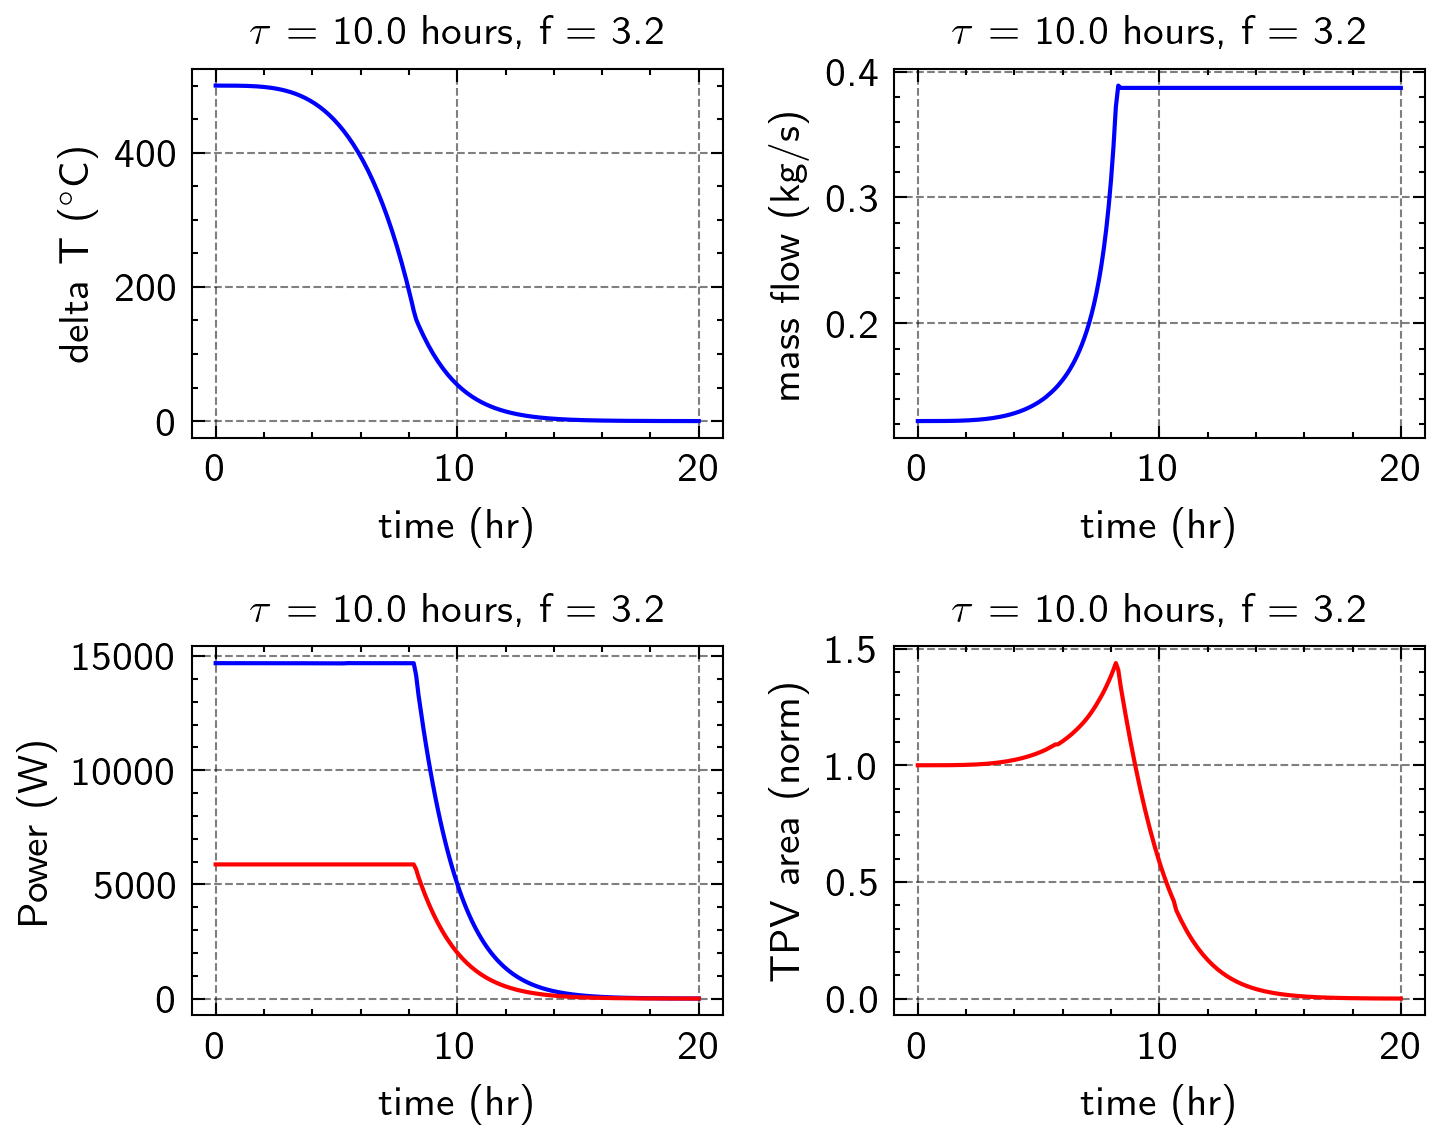 τ = 10.0 hours, f = 3.2
delta T (°C)
400
200
0
0 10 20
time (hr)
τ = 10.0 hours, f = 3.2
mass flow (kg/s)
0.4
0.3
0.2
0 10 20
time (hr)
τ = 10.0 hours, f = 3.2
Power (W)
15000
10000
5000
0
0 10 20
time (hr)
τ = 10.0 hours, f = 3.2
TPV area (norm)
1.5
1.0
0.5
0.0
0 10 20
time (hr)